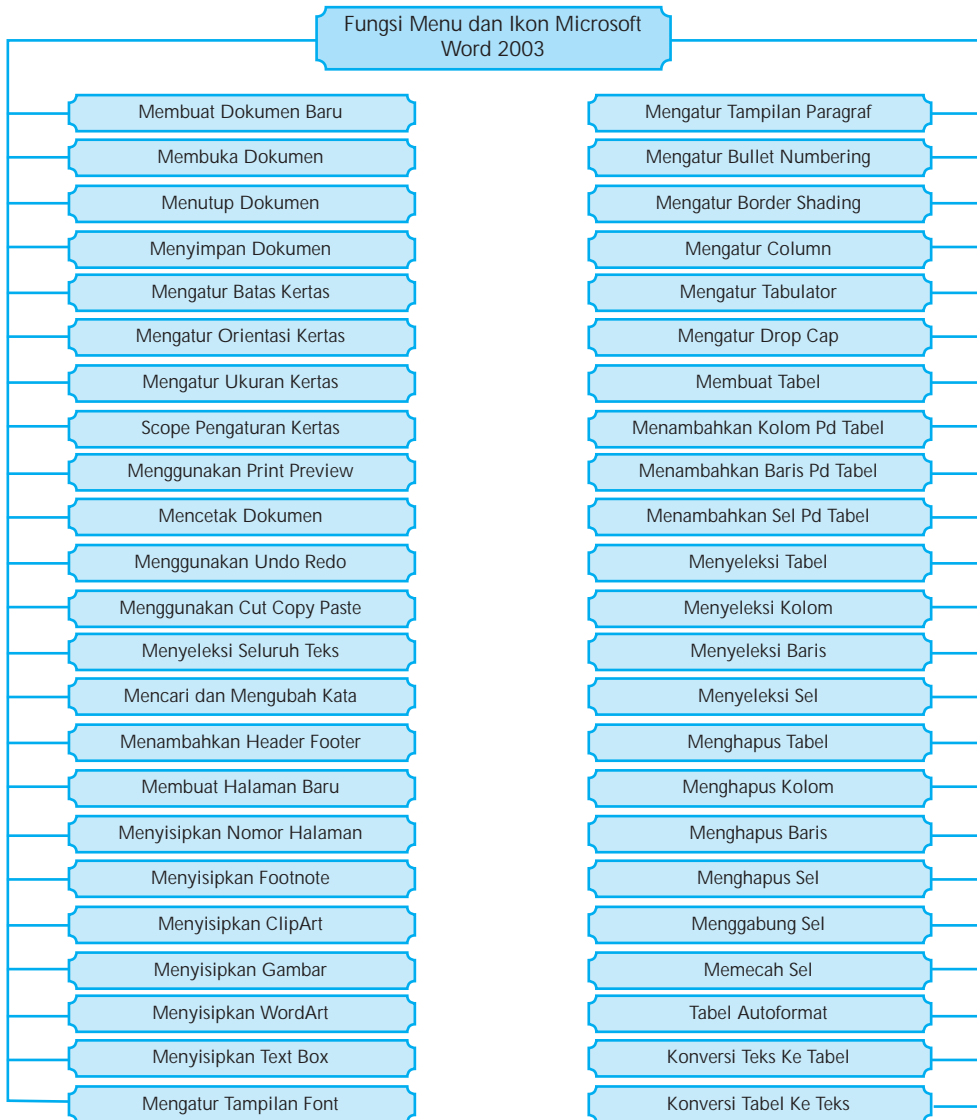 Fungsi Menu dan Ikon Microsoft
Word 2003
Membuat Dokumen Baru
Membuka Dokumen
Menutup Dokumen
Menyimpan Dokumen
Mengatur Batas Kertas
Mengatur Orientasi Kertas
Mengatur Ukuran Kertas
Scope Pengaturan Kertas
Menggunakan Print Preview
Mencetak Dokumen
Menggunakan Undo Redo
Menggunakan Cut Copy Paste
Menyeleksi Seluruh Teks
Mencari dan Mengubah Kata
Menambahkan Header Footer
Membuat Halaman Baru
Menyisipkan Nomor Halaman
Menyisipkan Footnote
Menyisipkan ClipArt
Menyisipkan Gambar
Menyisipkan WordArt
Menyisipkan Text Box
Mengatur Tampilan Font
Mengatur Tampilan Paragraf
Mengatur Bullet Numbering
Mengatur Border Shading
Mengatur Column
Mengatur Tabulator
Mengatur Drop Cap
Membuat Tabel
Menambahkan Kolom Pd Tabel
Menambahkan Baris Pd Tabel
Menambahkan Sel Pd Tabel
Menyeleksi Tabel
Menyeleksi Kolom
Menyeleksi Baris
Menyeleksi Sel
Menghapus Tabel
Menghapus Kolom
Menghapus Baris
Menghapus Sel
Menggabung Sel
Memecah Sel
Tabel Autoformat
Konversi Teks Ke Tabel
Konversi Tabel Ke Teks